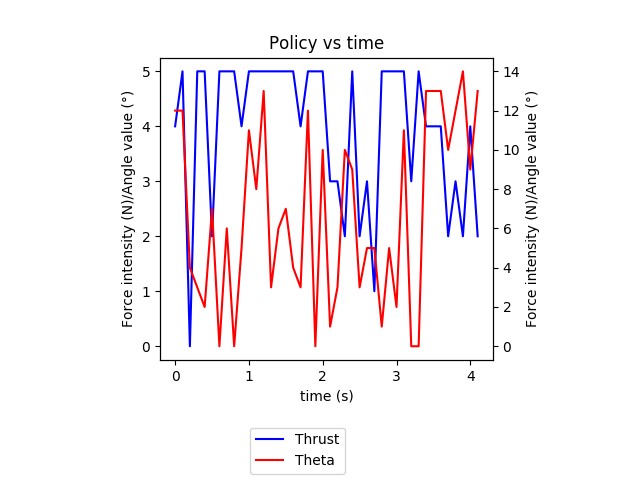 Policy vs time
Force intensity (N)/Angle value (°)
5
4
3
2
1
0
14
12
10
8
6
4
2
0
Force intensity (N)/Angle value (°)
0 1 2 3 4
time (s)
Thrust
Theta